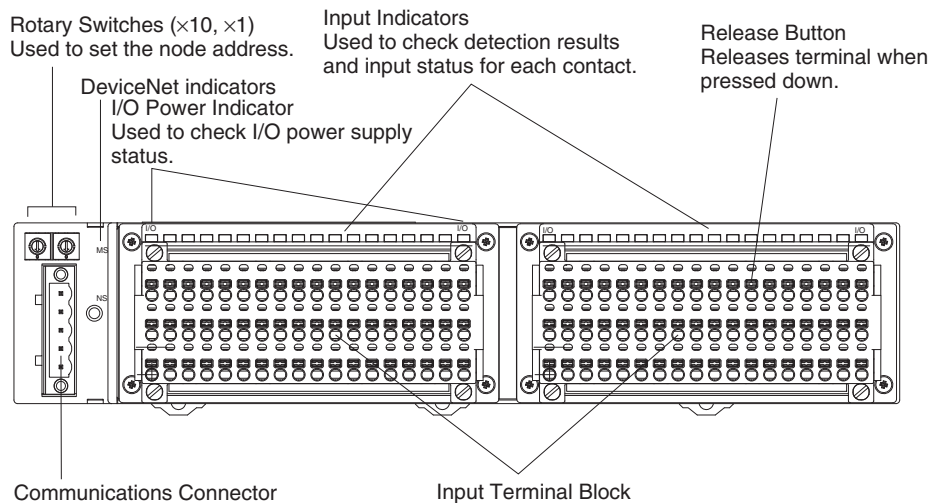 Rotary Switches (×10, ×1)
Used to set the node address.
Input Indicators
Used to check detection results
and input status for each contact.
Release Button
Releases terminal when
pressed down.
DeviceNet indicators
I/O Power Indicator
Used to check I/O power supply
status.
I/O
I/O
I/O
I/O
MS
NS
Communications Connector
Input Terminal Block